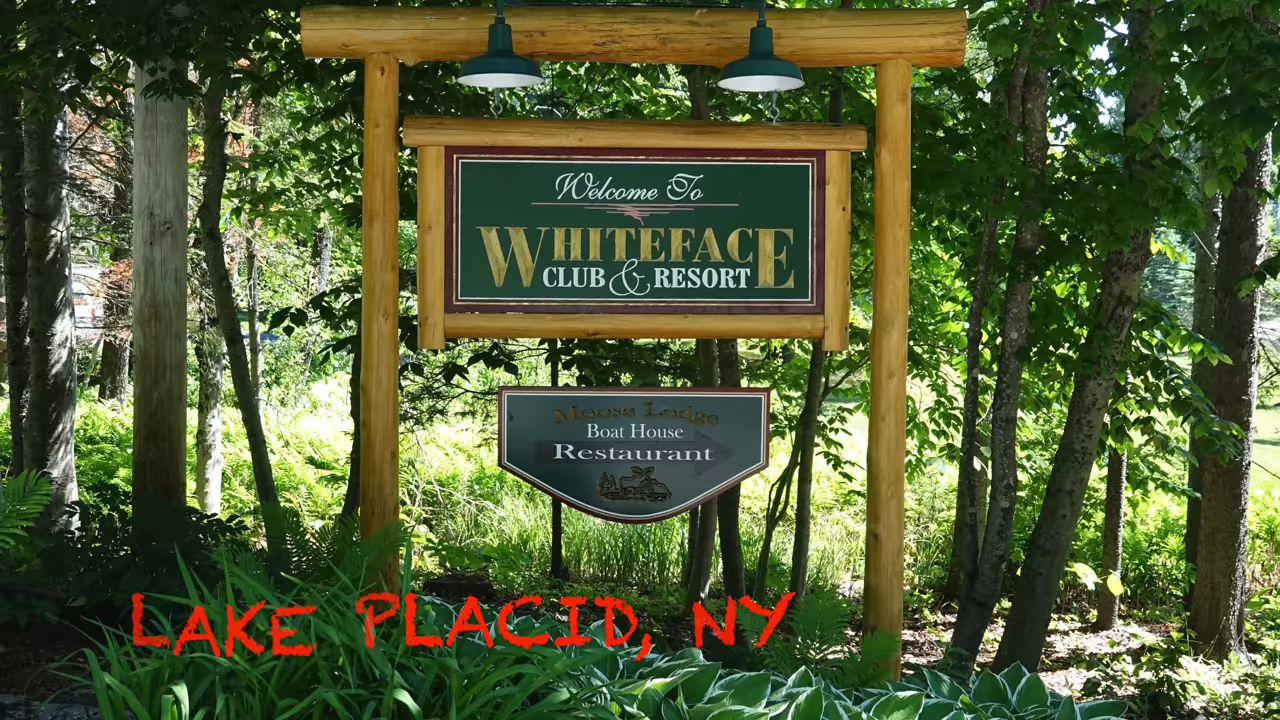 Welcome To
WHITEFACE
CLUB & RESORT
Moose Lodge
Boat House
Restaurant
LAKE PLACID, NY